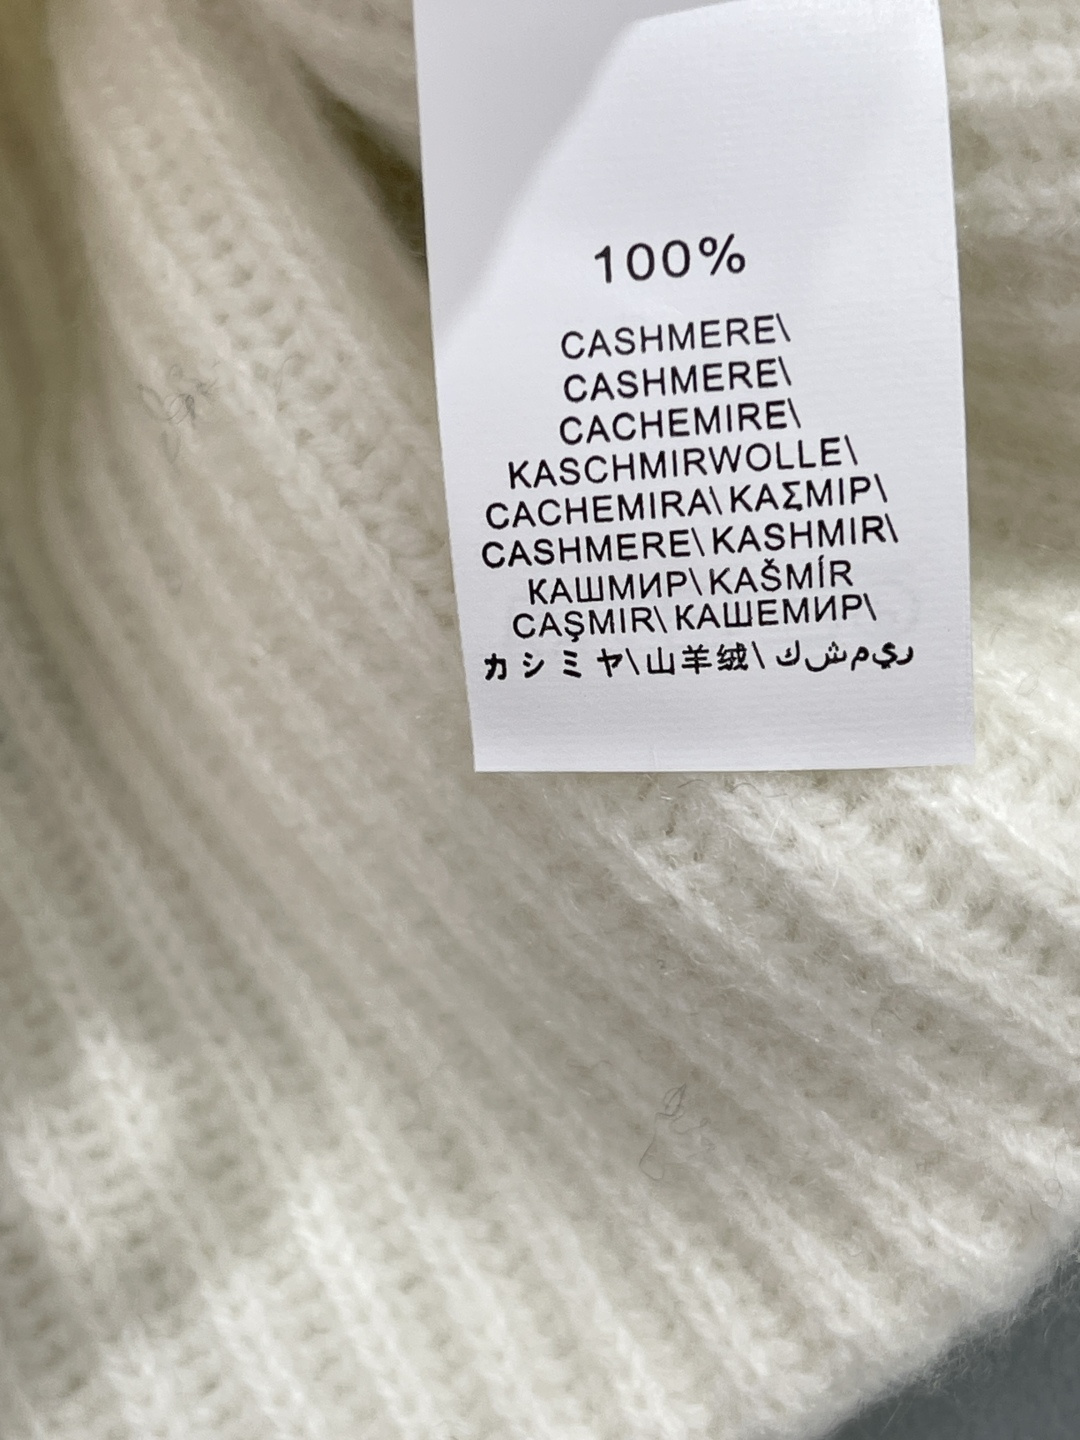 100%
CASHMERE\
CASHMERE\
CACHEMIRE\
KASCHMIRWOLLE\
CACHEMIRA\ ΚΑΣΜΙΡ\
CASHMERE\ KASHMIR\
КАШМИР\ KAŠMÍR
CAŞMIR\ КАШЕМИР\
カシミヤ\山羊绒\ ك‌ش‌م‌ي‌ر